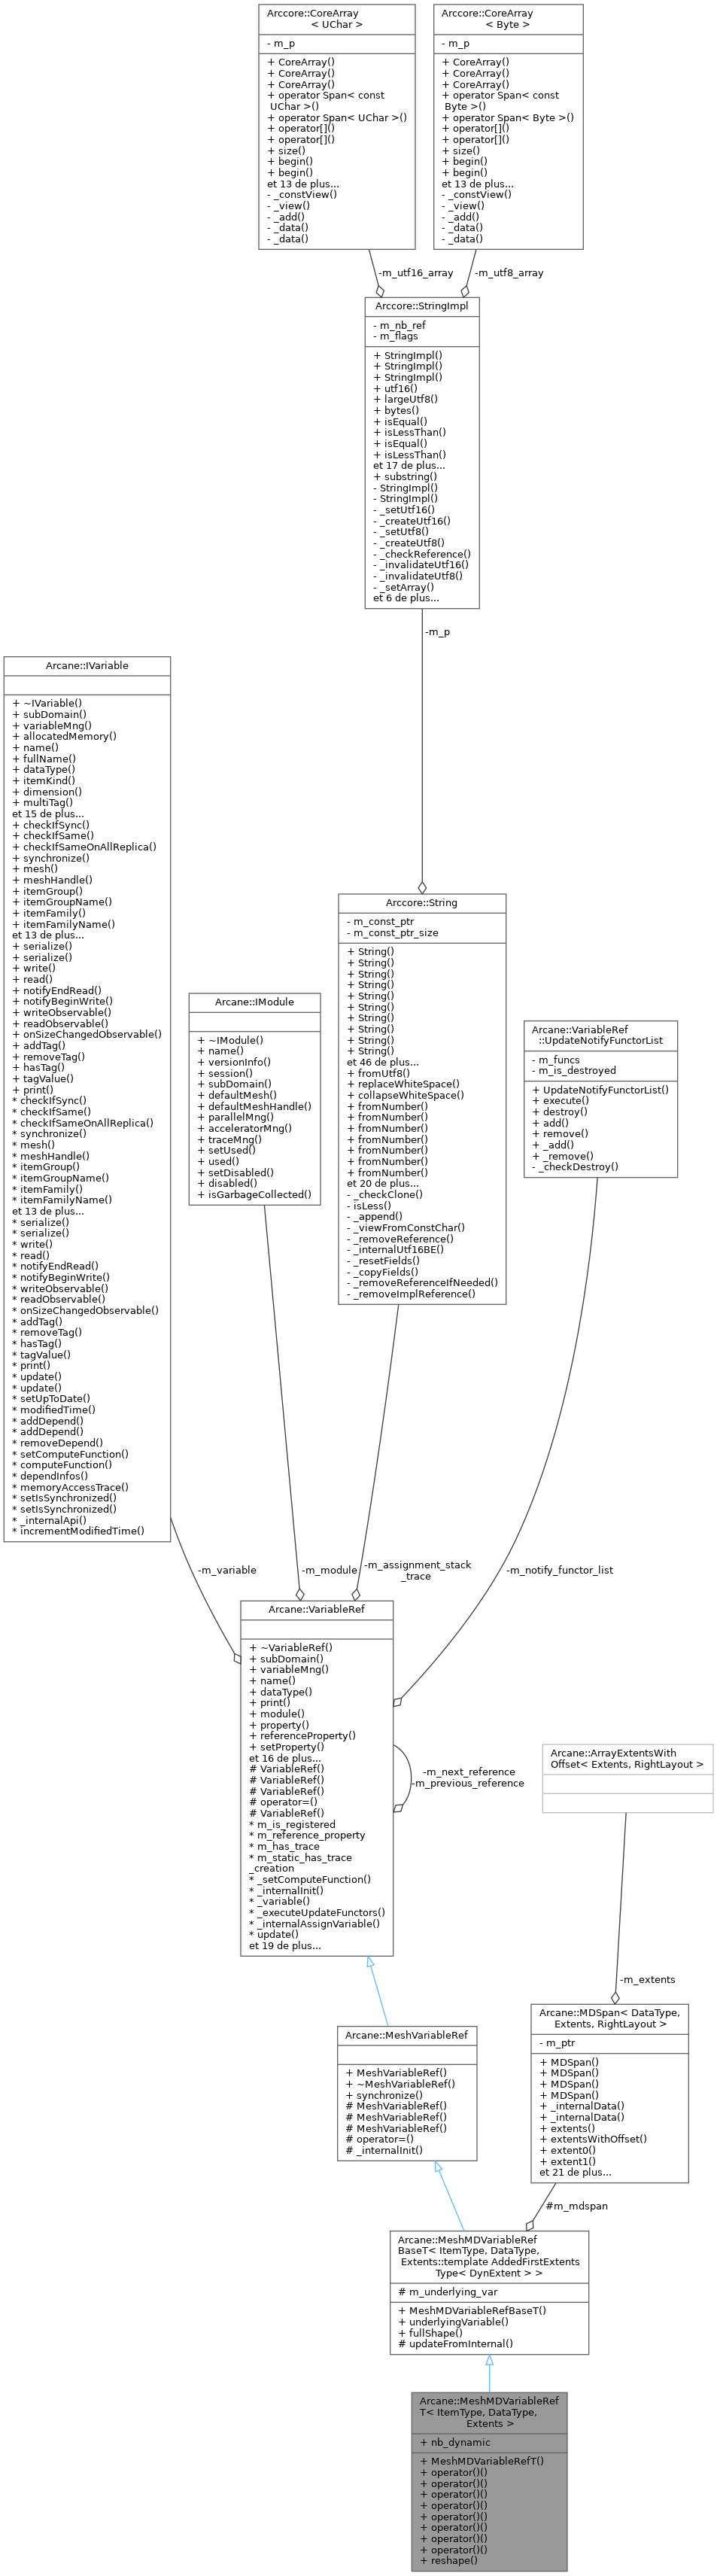 Arccore::CoreArray
< UChar >
- m_p
+ CoreArray()
+ CoreArray()
+ CoreArray()
+ operator Span< const
UChar >()
+ operator Span< UChar >()
+ operator[]()
+ operator[]()
+ size()
+ begin()
+ begin()
et 13 de plus...
- _constView()
- _view()
- _add()
- _data()
- _data()
Arccore::CoreArray
< Byte >
- m_p
+ CoreArray()
+ CoreArray()
+ CoreArray()
+ operator Span< const
Byte >()
+ operator Span< Byte >()
+ operator[]()
+ operator[]()
+ size()
+ begin()
+ begin()
et 13 de plus...
- _constView()
- _view()
- _add()
- _data()
- _data()
-m_utf16_array
-m_utf8_array
Arccore::StringImpl
- m_nb_ref
- m_flags
+ StringImpl()
+ StringImpl()
+ StringImpl()
+ utf16()
+ largeUtf8()
+ bytes()
+ isEqual()
+ isLessThan()
+ isEqual()
+ isLessThan()
et 17 de plus...
+ substring()
- StringImpl()
- StringImpl()
- _setUtf16()
- _createUtf16()
- _setUtf8()
- _createUtf8()
- _checkReference()
- _invalidateUtf16()
- _invalidateUtf8()
- _setArray()
et 6 de plus...
-m_p
Arcane::IVariable
+ ~IVariable()
+ subDomain()
+ variableMng()
+ allocatedMemory()
+ name()
+ fullName()
+ dataType()
+ itemKind()
+ dimension()
+ multiTag()
et 15 de plus...
+ checkIfSync()
+ checkIfSame()
+ checkIfSameOnAllReplica()
+ synchronize()
+ mesh()
+ meshHandle()
+ itemGroup()
+ itemGroupName()
+ itemFamily()
+ itemFamilyName()
et 13 de plus...
+ serialize()
+ serialize()
+ write()
+ read()
+ notifyEndRead()
+ notifyBeginWrite()
+ writeObservable()
+ readObservable()
+ onSizeChangedObservable()
+ addTag()
+ removeTag()
+ hasTag()
+ tagValue()
+ print()
* checkIfSync()
* checkIfSame()
* checkIfSameOnAllReplica()
* synchronize()
* mesh()
* meshHandle()
* itemGroup()
* itemGroupName()
* itemFamily()
* itemFamilyName()
et 13 de plus...
* serialize()
* serialize()
* write()
* read()
* notifyEndRead()
* notifyBeginWrite()
* writeObservable()
* readObservable()
* onSizeChangedObservable()
* addTag()
* removeTag()
* hasTag()
* tagValue()
* print()
* update()
* update()
* setUpToDate()
* modifiedTime()
* addDepend()
* addDepend()
* removeDepend()
* setComputeFunction()
* computeFunction()
* dependInfos()
* memoryAccessTrace()
* setIsSynchronized()
* setIsSynchronized()
* _internalApi()
* incrementModifiedTime()
Arcane::IModule
+ ~IModule()
+ name()
+ versionInfo()
+ session()
+ subDomain()
+ defaultMesh()
+ defaultMeshHandle()
+ parallelMng()
+ acceleratorMng()
+ traceMng()
+ setUsed()
+ used()
+ setDisabled()
+ disabled()
+ isGarbageCollected()
Arccore::String
- m_const_ptr
- m_const_ptr_size
+ String()
+ String()
+ String()
+ String()
+ String()
+ String()
+ String()
+ String()
+ String()
+ String()
et 46 de plus...
+ fromUtf8()
+ replaceWhiteSpace()
+ collapseWhiteSpace()
+ fromNumber()
+ fromNumber()
+ fromNumber()
+ fromNumber()
+ fromNumber()
+ fromNumber()
+ fromNumber()
et 20 de plus...
- _checkClone()
- isLess()
- _append()
- _viewFromConstChar()
- _removeReference()
- _internalUtf16BE()
- _resetFields()
- _copyFields()
- _removeReferenceIfNeeded()
- _removeImplReference()
Arcane::VariableRef
::UpdateNotifyFunctorList
- m_funcs
- m_is_destroyed
+ UpdateNotifyFunctorList()
+ execute()
+ destroy()
+ add()
+ remove()
+ _add()
+ _remove()
- _checkDestroy()
-m_variable
-m_module
-m_assignment_stack
_trace
-m_notify_functor_list
Arcane::VariableRef
+ ~VariableRef()
+ subDomain()
+ variableMng()
+ name()
+ dataType()
+ print()
+ module()
+ property()
+ referenceProperty()
+ setProperty()
et 16 de plus...
# VariableRef()
# VariableRef()
# VariableRef()
# operator=()
# VariableRef()
* m_is_registered
* m_reference_property
* m_has_trace
* m_static_has_trace
_creation
* _setComputeFunction()
* _internalInit()
* _variable()
* _executeUpdateFunctors()
* _internalAssignVariable()
* update()
et 19 de plus...
-m_next_reference
-m_previous_reference
Arcane::ArrayExtentsWith
Offset< Extents, RightLayout >
-m_extents
Arcane::MDSpan< DataType,
Extents, RightLayout >
- m_ptr
+ MDSpan()
+ MDSpan()
+ MDSpan()
+ MDSpan()
+ _internalData()
+ _internalData()
+ extents()
+ extentsWithOffset()
+ extent0()
+ extent1()
et 21 de plus...
Arcane::MeshVariableRef
+ MeshVariableRef()
+ ~MeshVariableRef()
+ synchronize()
# MeshVariableRef()
# MeshVariableRef()
# MeshVariableRef()
# operator=()
# _internalInit()
#m_mdspan
Arcane::MeshMDVariableRef
BaseT< ItemType, DataType,
Extents::template AddedFirstExtents
Type< DynExtent > >
# m_underlying_var
+ MeshMDVariableRefBaseT()
+ underlyingVariable()
+ fullShape()
# updateFromInternal()
Arcane::MeshMDVariableRef
T< ItemType, DataType,
Extents >
+ nb_dynamic
+ MeshMDVariableRefT()
+ operator()()
+ operator()()
+ operator()()
+ operator()()
+ operator()()
+ operator()()
+ operator()()
+ operator()()
+ reshape()